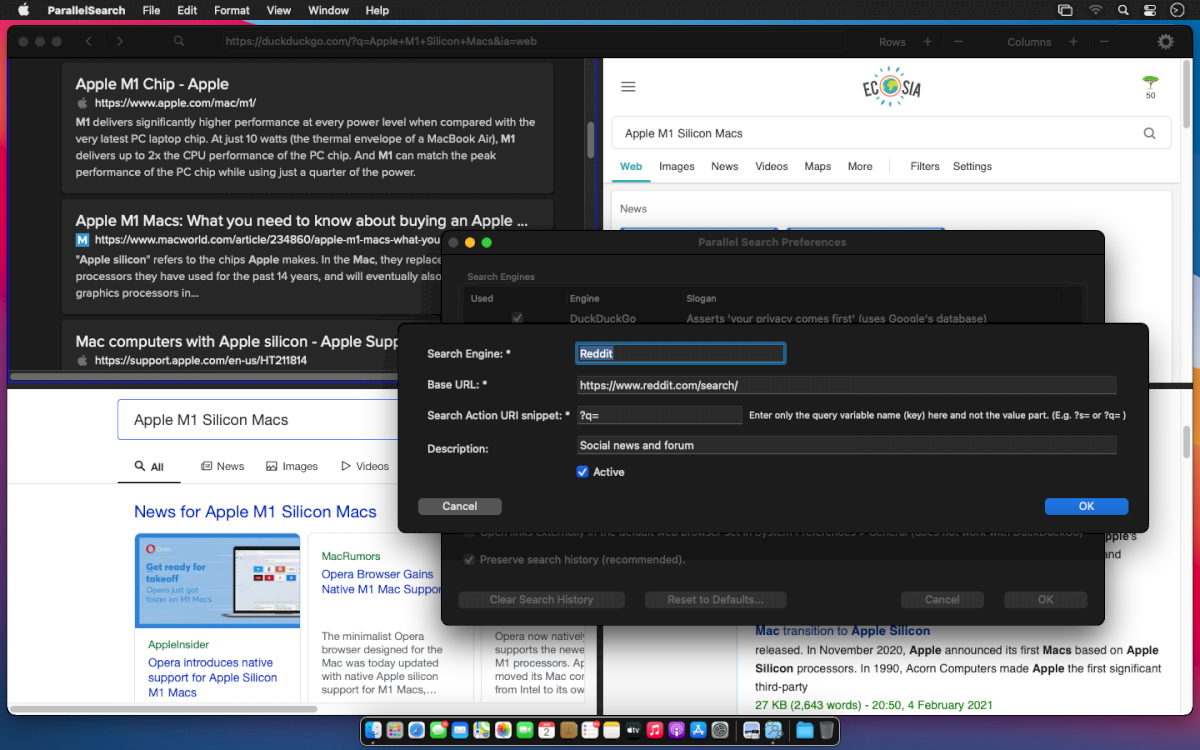 ParallelSearch File Edit Format View Window Help
https://duckduckgo.com/?q=Apple+M1+Silicon+Macs&ia=web
Rows + − Columns + −
Apple M1 Chip - Apple
https://www.apple.com/mac/m1/
M1 delivers significantly higher performance at every power level when compared with the
very latest PC laptop chip. At just 10 watts (the thermal envelope of a MacBook Air), M1
delivers up to 2x the CPU performance of the PC chip. And M1 can match the peak
performance of the PC chip while using just a quarter of the power.
Apple M1 Macs: What you need to know about buying an Apple ...
M https://www.macworld.com/article/234860/apple-m1-macs-what-you
"Apple silicon" refers to the chips Apple makes. In the Mac, they replace
processors they have used for the past 14 years, and will eventually also
graphics processors in...
Mac computers with Apple silicon - Apple Supp
https://support.apple.com/en-us/HT211814
ECOSIA
50
Apple M1 Silicon Macs
Web Images News Videos Maps More Filters Settings
News
Parallel Search Preferences
Search Engines
Used Engine Slogan
DuckDuckGo Asserts 'your privacy comes first' (uses Google's database)
Search Engine: * Reddit
Base URL: * https://www.reddit.com/search/
Search Action URI snippet: * ?q= Enter only the query variable name (key) here and not the value part. (E.g. ?s= or ?q= )
Description: Social news and forum
Active
Cancel OK
Open links externally in the default web browser set in System Preferences > General (does not work with DuckDuckGo)
Preserve search history (recommended).
Clear Search History Reset to Defaults... Cancel OK
Apple M1 Silicon Macs
All News Images Videos
News for Apple M1 Silicon Macs
Opera
Get ready for
takeoff
Opera just got
faster on M1 Macs
AppleInsider
Opera introduces native
support for Apple Silicon
M1 Macs
MacRumors
Opera Browser Gains
Native M1 Mac Suppor
The minimalist Opera
browser designed for the
Mac was today updated
with native Apple silicon
support for M1 Macs,...
Opera now natively
supports the newe
M1 processors. Ap
moved its Mac con
from Intel to its ow
Apple's
and
Mac transition to Apple Silicon
released. In November 2020, Apple announced its first Macs based on Apple
Silicon processors. In 1990, Acorn Computers made Apple the first significant
third-party
27 KB (2,643 words) - 20:50, 4 February 2021
2
tv